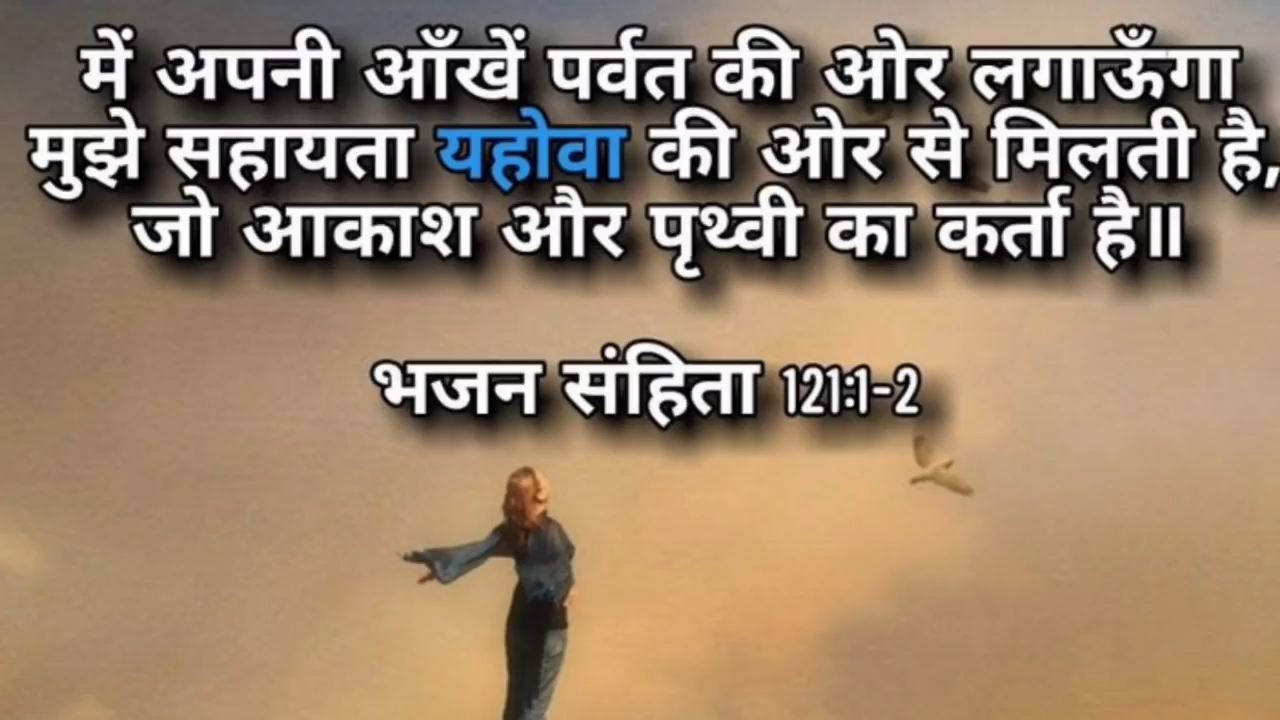 में अपनी आँखें पर्वत की ओर लगाऊँगा
मुझे सहायता यहोवा की ओर से मिलती है,
जो आकाश और पृथ्वी का कर्ता है॥
भजन संहिता 121:1-2